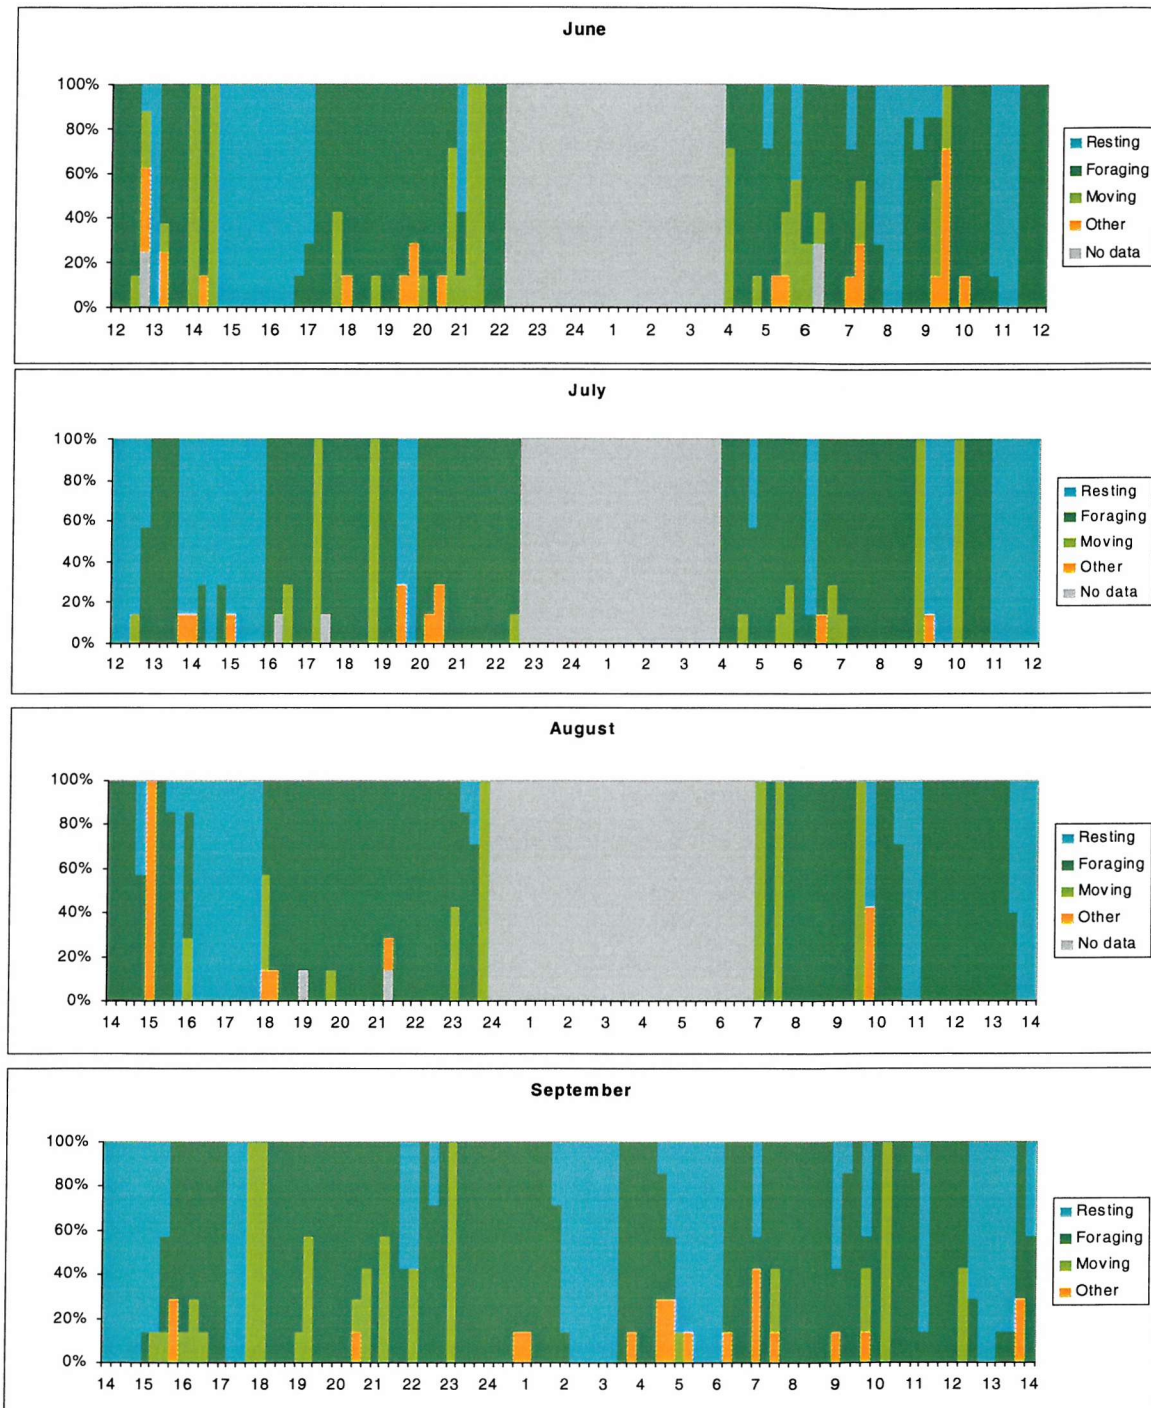 June
100%
80%
60%
40%
20%
0%
12 13 14 15 17 18 19 20 21 22 23 24 1 2 3 4 5 6 7 8 9 10 11 12
Resting
Foraging
Moving
Other
No data
July
100%
80%
60%
40%
20%
0%
12 13 14 15 16 17 18 19 20 21 23 24 1 2 3 4 5 6 7 8 9 10 11 12
Resting
Foraging
Moving
Other
No data
August
100%
80%
60%
40%
20%
0%
14 15 16 17 18 19 20 21 23 24 1 2 3 4 5 6 7 8 9 10 11 12 13 14
Resting
Foraging
Moving
Other
No data
September
100%
80%
60%
40%
20%
0%
14 15 16 17 18 19 20 21 22 23 24 1 2 4 5 6 7 8 9 10 11 12 13 14
Resting
Foraging
Moving
Other